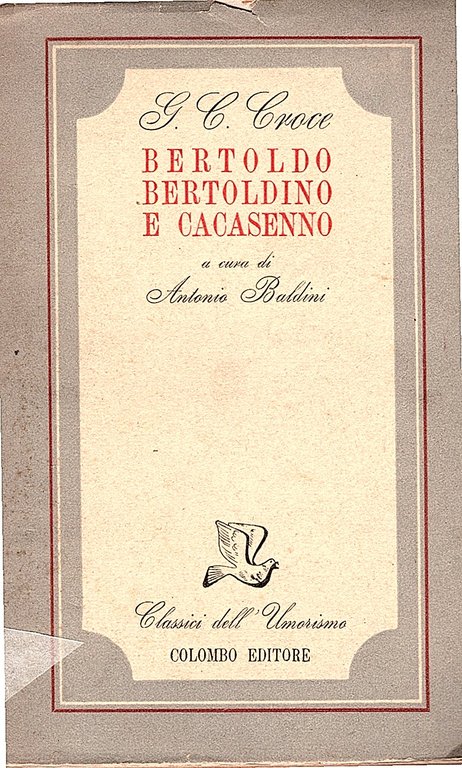 G. C. Croce
BERTOLDO
BERTOLDINO
E CACASENNO
a cura di
Antonio Baldini
Classici dell'Umorismo
COLOMBO EDITORE